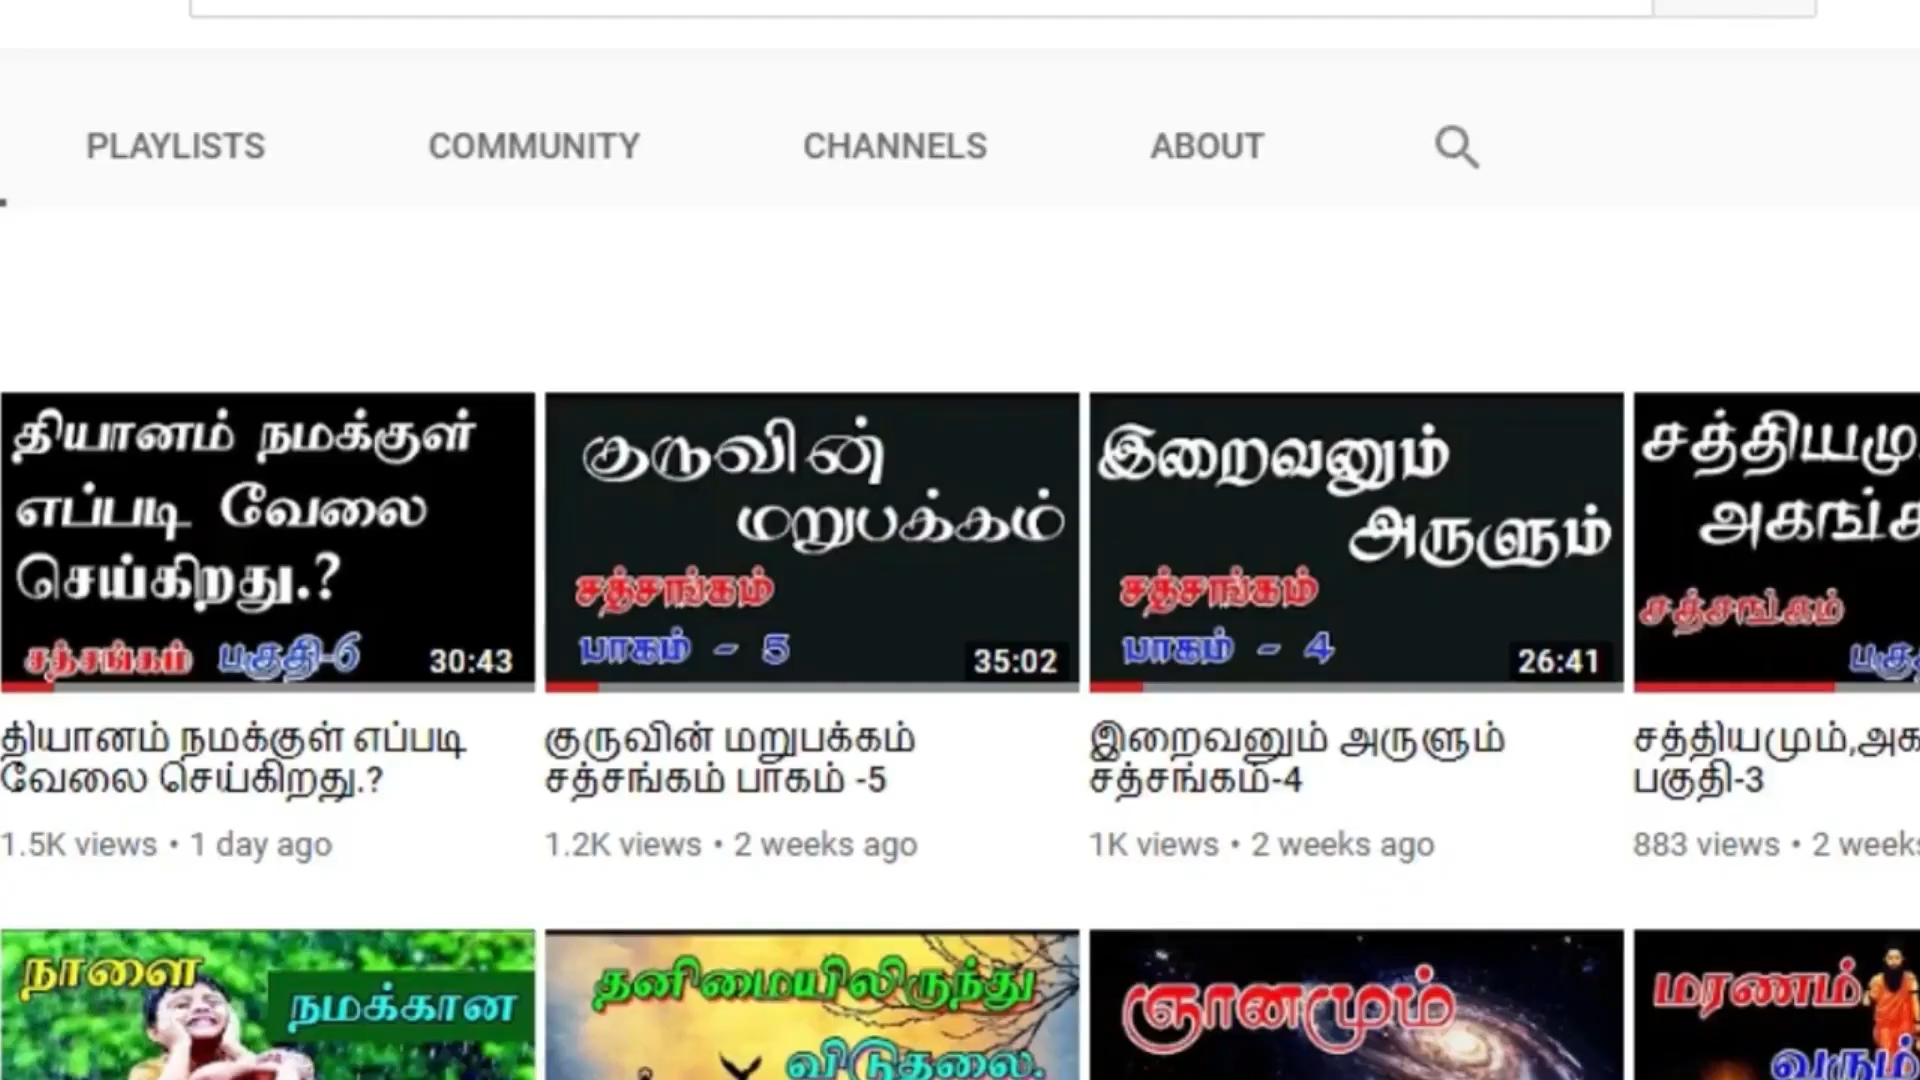 PLAYLISTS COMMUNITY CHANNELS ABOUT
தியானம் நமக்குள்
எப்படி வேலை
செய்கிறது.?
சத்சங்கம் பகுதி-6 30:43
குருவின்
மறுபக்கம்
சத்சாங்கம்
பாகம் - 5 35:02
இறைவனும்
அருளும்
சத்சாங்கம்
பாகம் - 4 26:41
சத்சங்கம்
தியானம் நமக்குள் எப்படி
வேலை செய்கிறது.?
1.5K views • 1 day ago
குருவின் மறுபக்கம்
சத்சங்கம் பாகம் -5
1.2K views • 2 weeks ago
இறைவனும் அருளும்
சத்சங்கம்-4
1K views • 2 weeks ago
சத்தியமும்,அக
பகுதி-3
883 views • 2 weeks
நாளை
நமக்கான
தனிமையிலிருந்து
விடுதலை.
ஞானமும்
மரணம்
வரும்